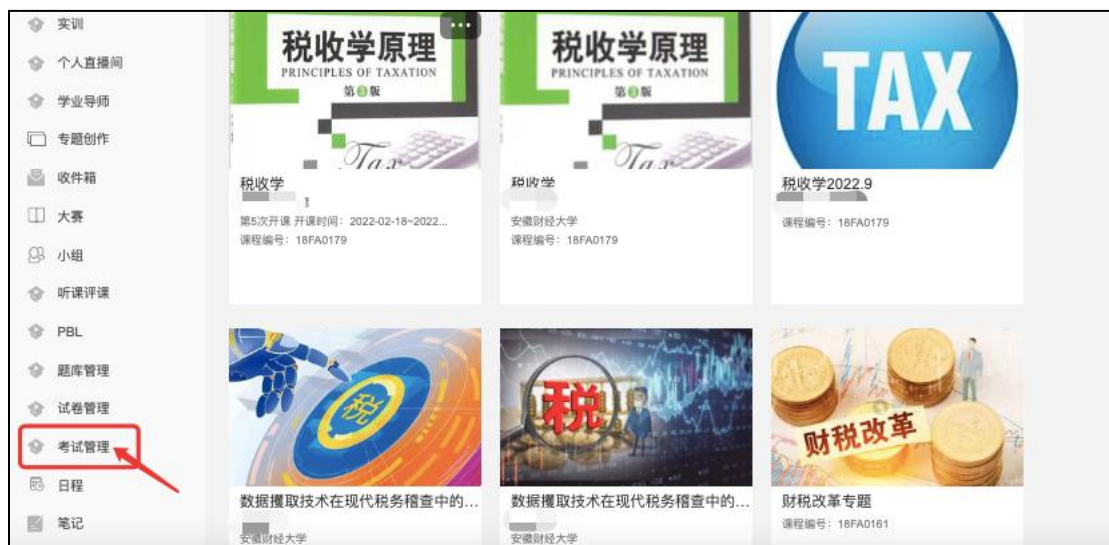 实训
个人直播间
学业导师
专题创作
收件箱
大赛
小组
听课评课
PBL
题库管理
试卷管理
考试管理
日程
笔记
税收学原理
PRINCIPLES OF TAXATION
第3版
Tax
税收学
第5次开课 开课时间：2022-02-18~2022...
课程编号：18FA0179
税收学原理
PRINCIPLES OF TAXATION
第3版
Tax
税收学
安徽财经大学
课程编号：18FA0179
TAX
税收学2022.9
课程编号：18FA0179
税
数据攫取技术在现代税务稽查中的...
安徽财经大学
税
数据攫取技术在现代税务稽查中的...
安徽财经大学
财税改革
财税改革专题
课程编号：18FA0161